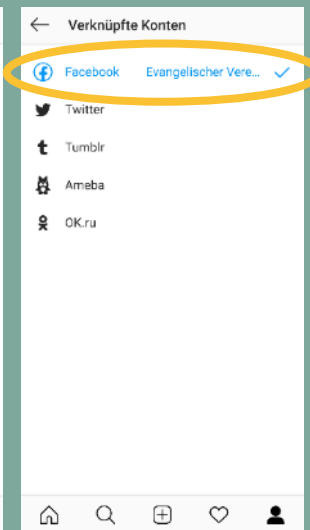 Verknüpfte Konten
Facebook Evangelischer Vere...
Twitter
Tumblr
Ameba
OK.ru